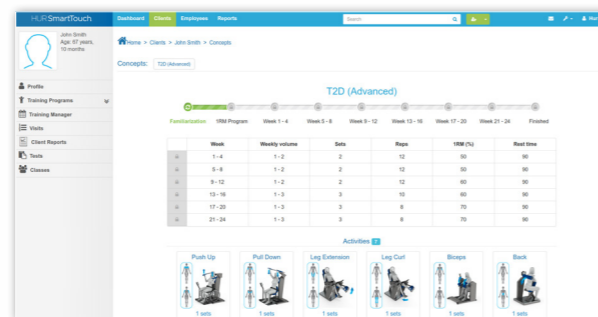 HUR SmartTouch Dashboard Clients Employees Reports Search
John Smith
Age: 67 years,
10 months
Home > Clients > John Smith > Concepts
Concepts: T2D (Advanced)
Profile
Training Programs
Training Manager
Visits
Client Reports
Tests
Classes
T2D (Advanced)
Familiarization 1RM Program Week 1 - 4 Week 5 - 8 Week 9 - 12 Week 13 - 16 Week 17 - 20 Week 21 - 24 Finished
Week Weekly volume Sets Reps 1RM (%) Rest time
1 - 4 1 - 2 2 12 50 90
5 - 8 1 - 2 2 12 50 90
9 - 12 1 - 2 2 12 60 90
13 - 16 1 - 3 3 10 60 90
17 - 20 1 - 3 3 8 70 90
21 - 24 1 - 3 3 8 70 90
Activities 7
Push Up Pull Down Leg Extension Leg Curl Biceps Back
1 sets 1 sets 1 sets 1 sets 1 sets 1 sets